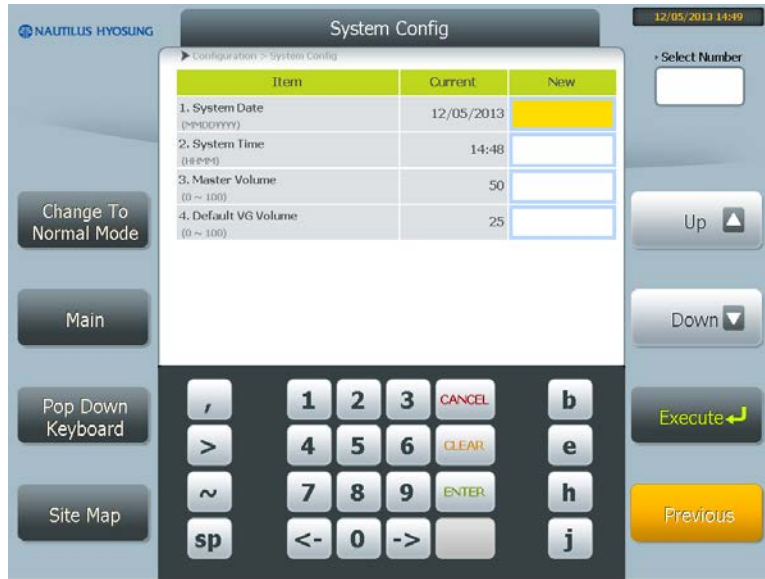 NAUTILUS HYOSUNG
System Config
12/05/2013 14:49
Configuration > System Config
Select Number
Item Current New
1. System Date 12/05/2013
(MMDDYYYY)
2. System Time 14:48
(HHMM)
3. Master Volume 50
(0 ~ 100)
4. Default VG Volume 25
(0 ~ 100)
Change To
Normal Mode
Up
Main
Down
Pop Down
Keyboard
Execute
Site Map
Previous
, 1 2 3 CANCEL b
> 4 5 6 CLEAR e
~ 7 8 9 ENTER h
sp <- 0 -> j